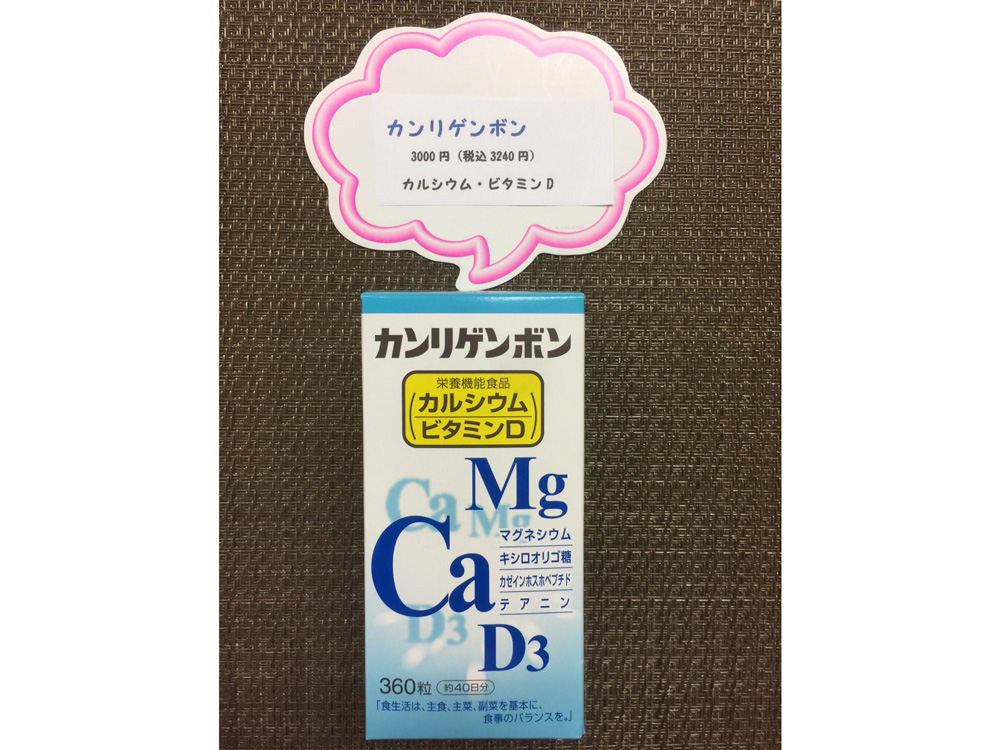 カンリゲンボン
3000円（税込3240円）
カルシウム・ビタミンD
カンリゲンボン
栄養機能食品
（カルシウム
ビタミンD）
Mg
Ca
Mg
マグネシウム
キシロオリゴ糖
カゼインホスホペプチド
テアニン
Ca
D3
D3
360粒（約40日分）
「食生活は、主食、主菜、副菜を基本に、
食事のバランスを。」